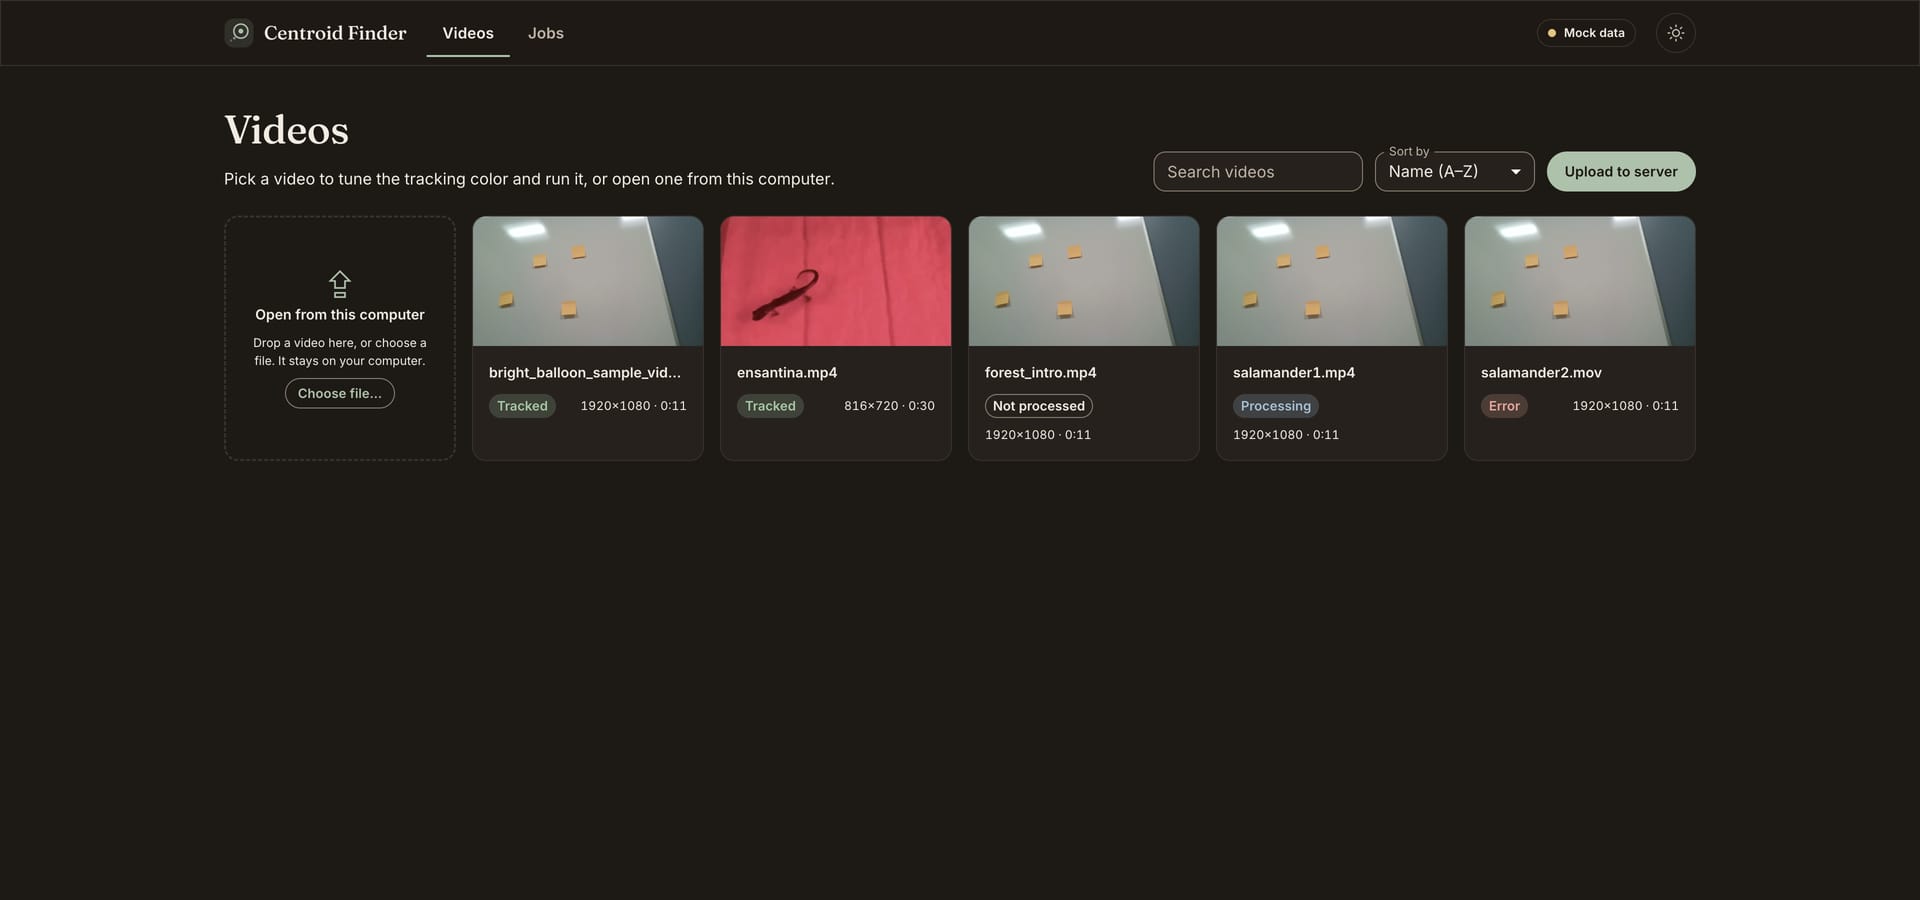 Centroid Finder
Videos
Jobs
Mock data
Videos
Pick a video to tune the tracking color and run it, or open one from this computer.
Search videos
Sort by
Name (A–Z)
Upload to server
Open from this computer
Drop a video here, or choose a
file. It stays on your computer.
Choose file...
bright_balloon_sample_vid...
Tracked
1920×1080 · 0:11
ensantina.mp4
Tracked
816×720 · 0:30
forest_intro.mp4
Not processed
1920×1080 · 0:11
salamander1.mp4
Processing
1920×1080 · 0:11
salamander2.mov
Error
1920×1080 · 0:11